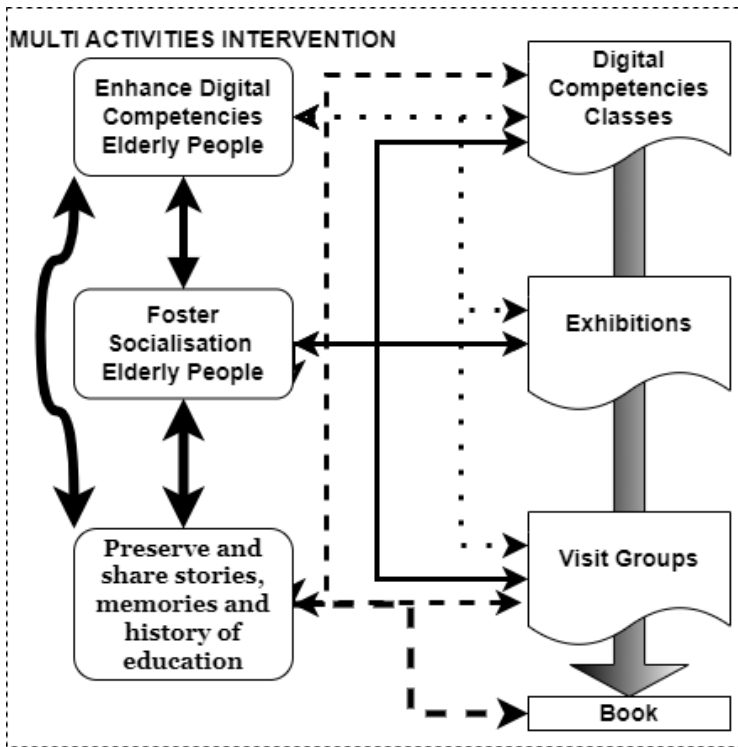 MULTI ACTIVITIES INTERVENTION
Enhance Digital
Competencies
Elderly People
Foster
Socialisation
Elderly People
Preserve and
share stories,
memories and
history of
education
Digital
Competencies
Classes
Exhibitions
Visit Groups
Book